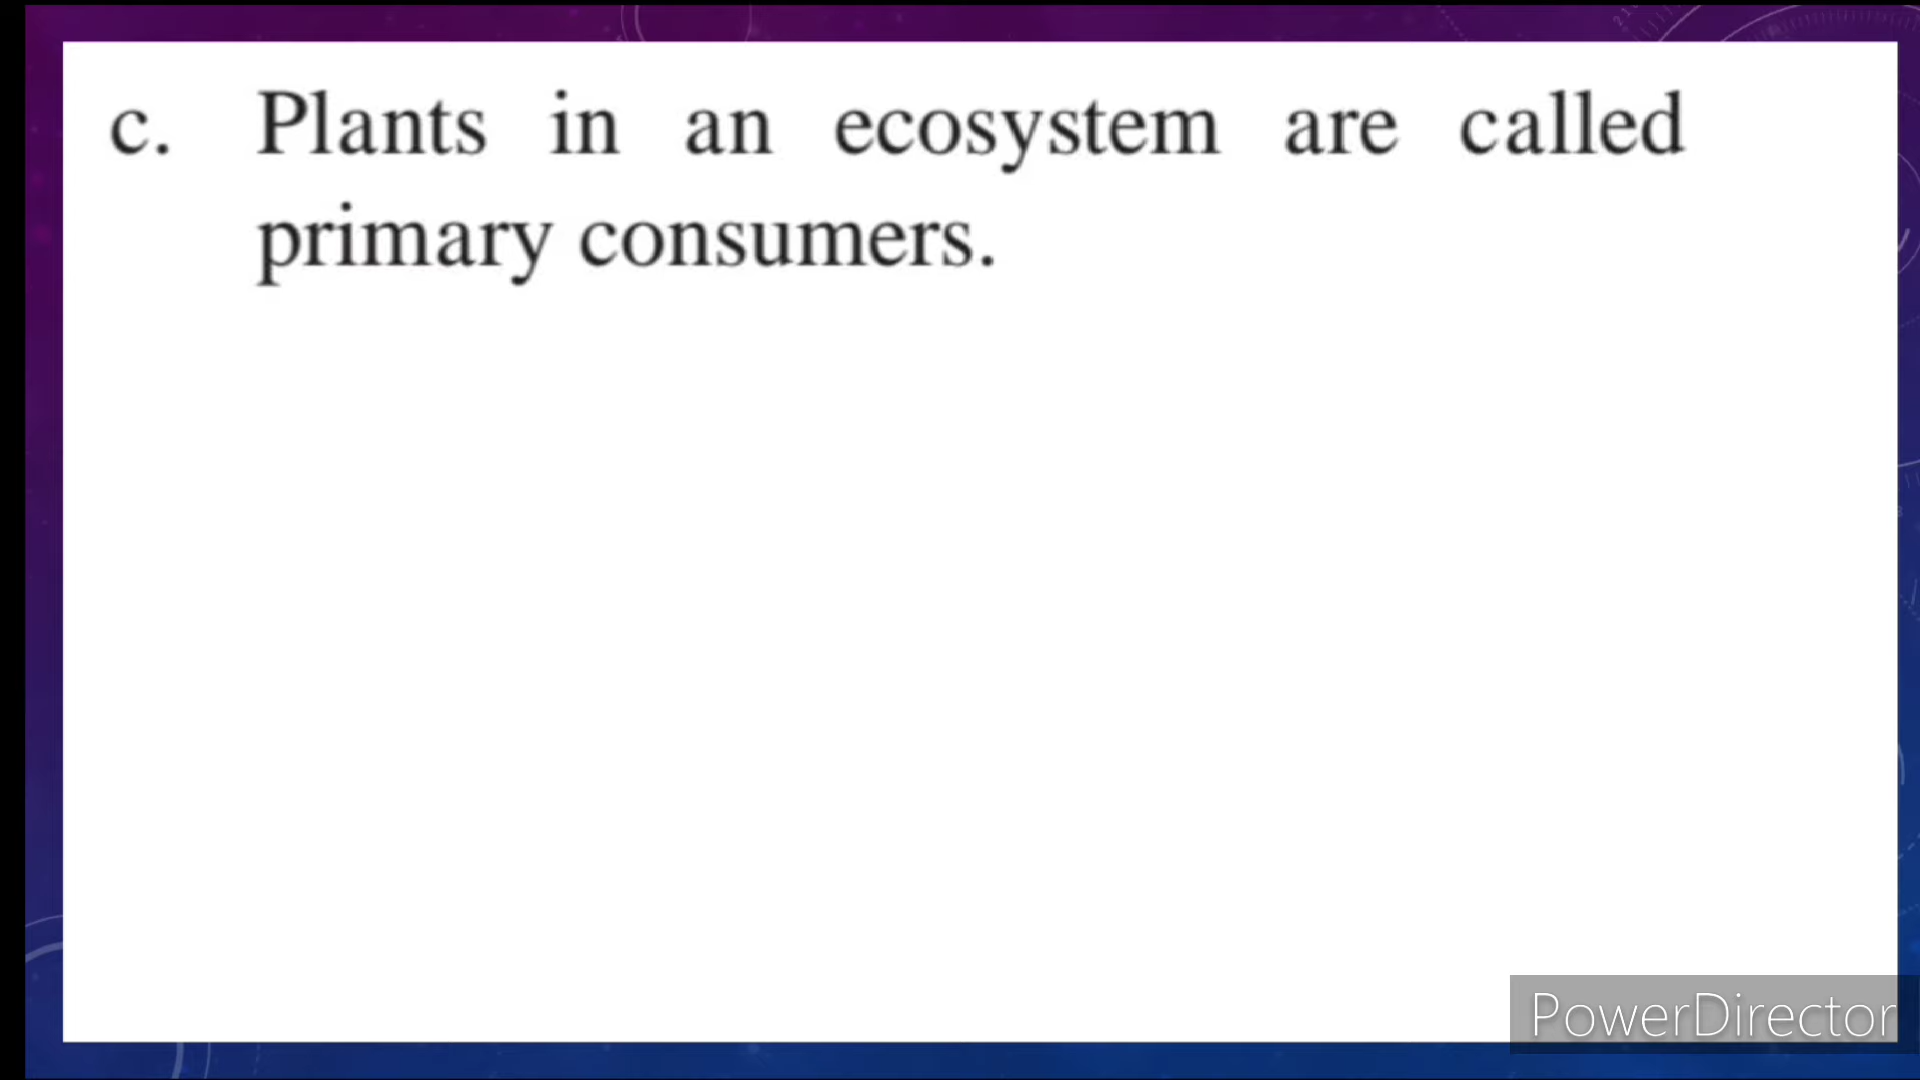 c. Plants in an ecosystem are called
primary consumers.
PowerDirector